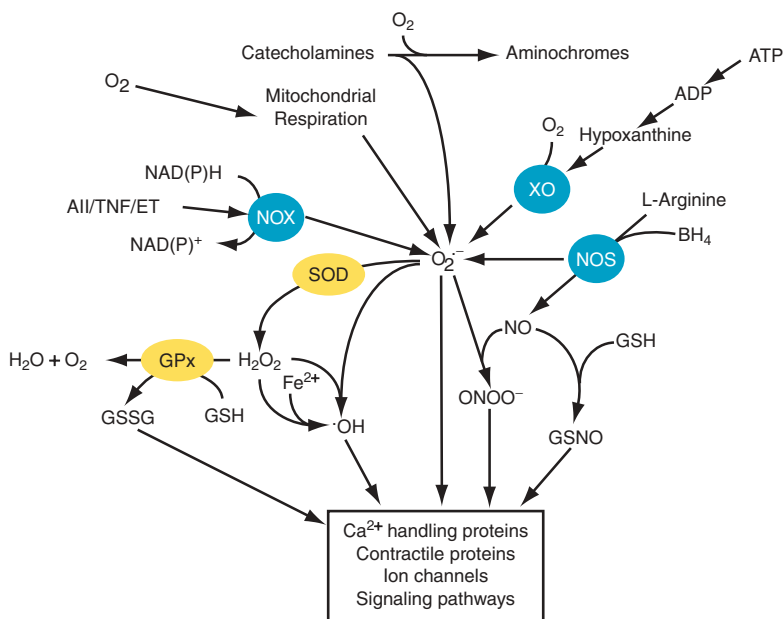 O₂
Catecholamines
Aminochromes
ATP
O₂
Mitochondrial
Respiration
ADP
O₂
Hypoxanthine
NAD(P)H
XO
AII/TNF/ET
NOX
L-Arginine
NAD(P)⁺
BH₄
O₂·⁻
NOS
SOD
NO
GSH
H₂O + O₂
GPx
H₂O₂
Fe²⁺
ONOO⁻
GSSG
GSH
·OH
GSNO
Ca²⁺ handling proteins
Contractile proteins
Ion channels
Signaling pathways